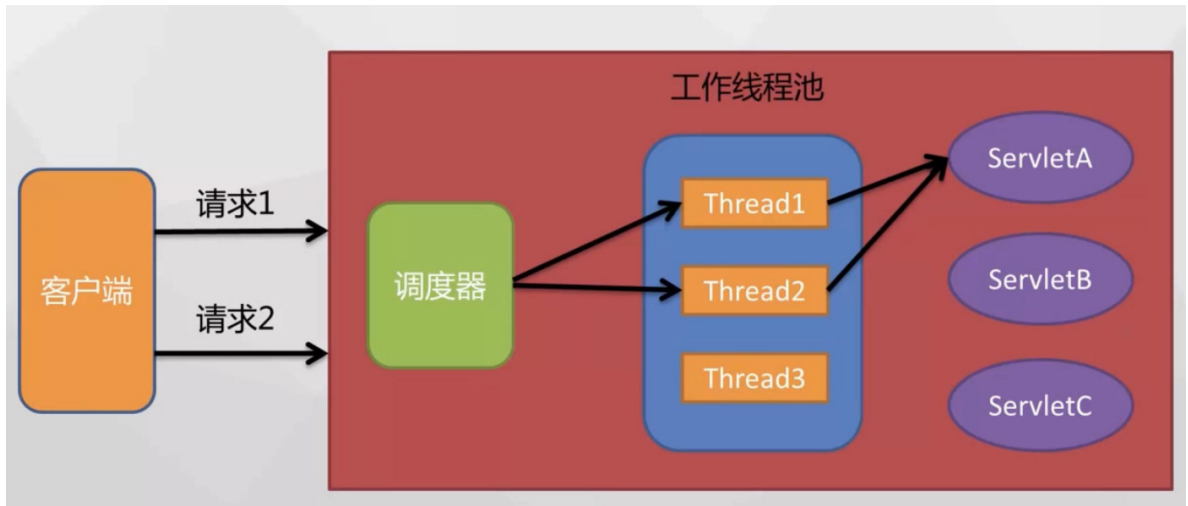 工作线程池
客户端
请求1
请求2
调度器
Thread1
Thread2
Thread3
ServletA
ServletB
ServletC